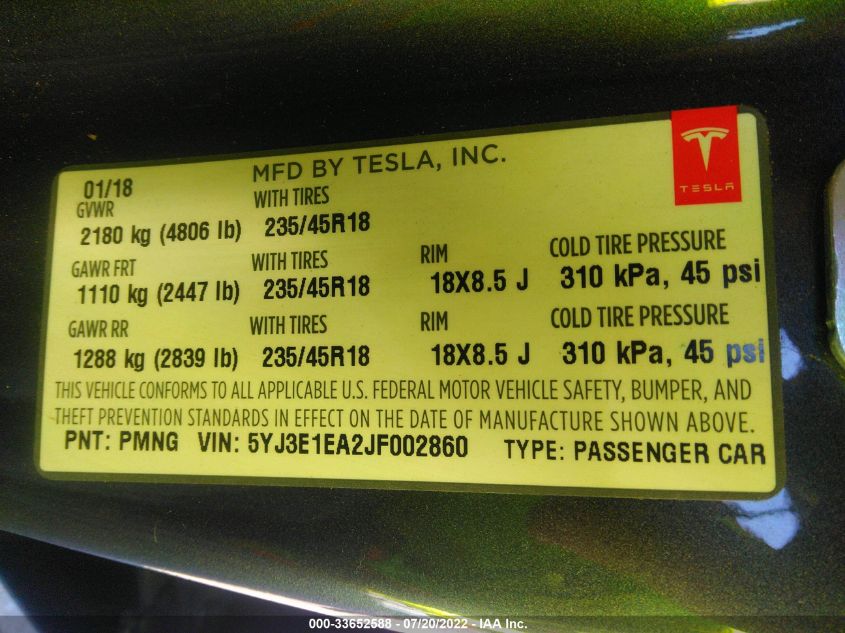 MFD BY TESLA, INC.
TESLA
01/18
GVWR WITH TIRES
2180 kg (4806 lb) 235/45R18
GAWR FRT WITH TIRES RIM COLD TIRE PRESSURE
1110 kg (2447 lb) 235/45R18 18X8.5 J 310 kPa, 45 psi
GAWR RR WITH TIRES RIM COLD TIRE PRESSURE
1288 kg (2839 lb) 235/45R18 18X8.5 J 310 kPa, 45 psi
THIS VEHICLE CONFORMS TO ALL APPLICABLE U.S. FEDERAL MOTOR VEHICLE SAFETY, BUMPER, AND
THEFT PREVENTION STANDARDS IN EFFECT ON THE DATE OF MANUFACTURE SHOWN ABOVE.
PNT: PMNG VIN: 5YJ3E1EA2JF002860 TYPE: PASSENGER CAR
000-33652588 - 07/20/2022 - IAA Inc.